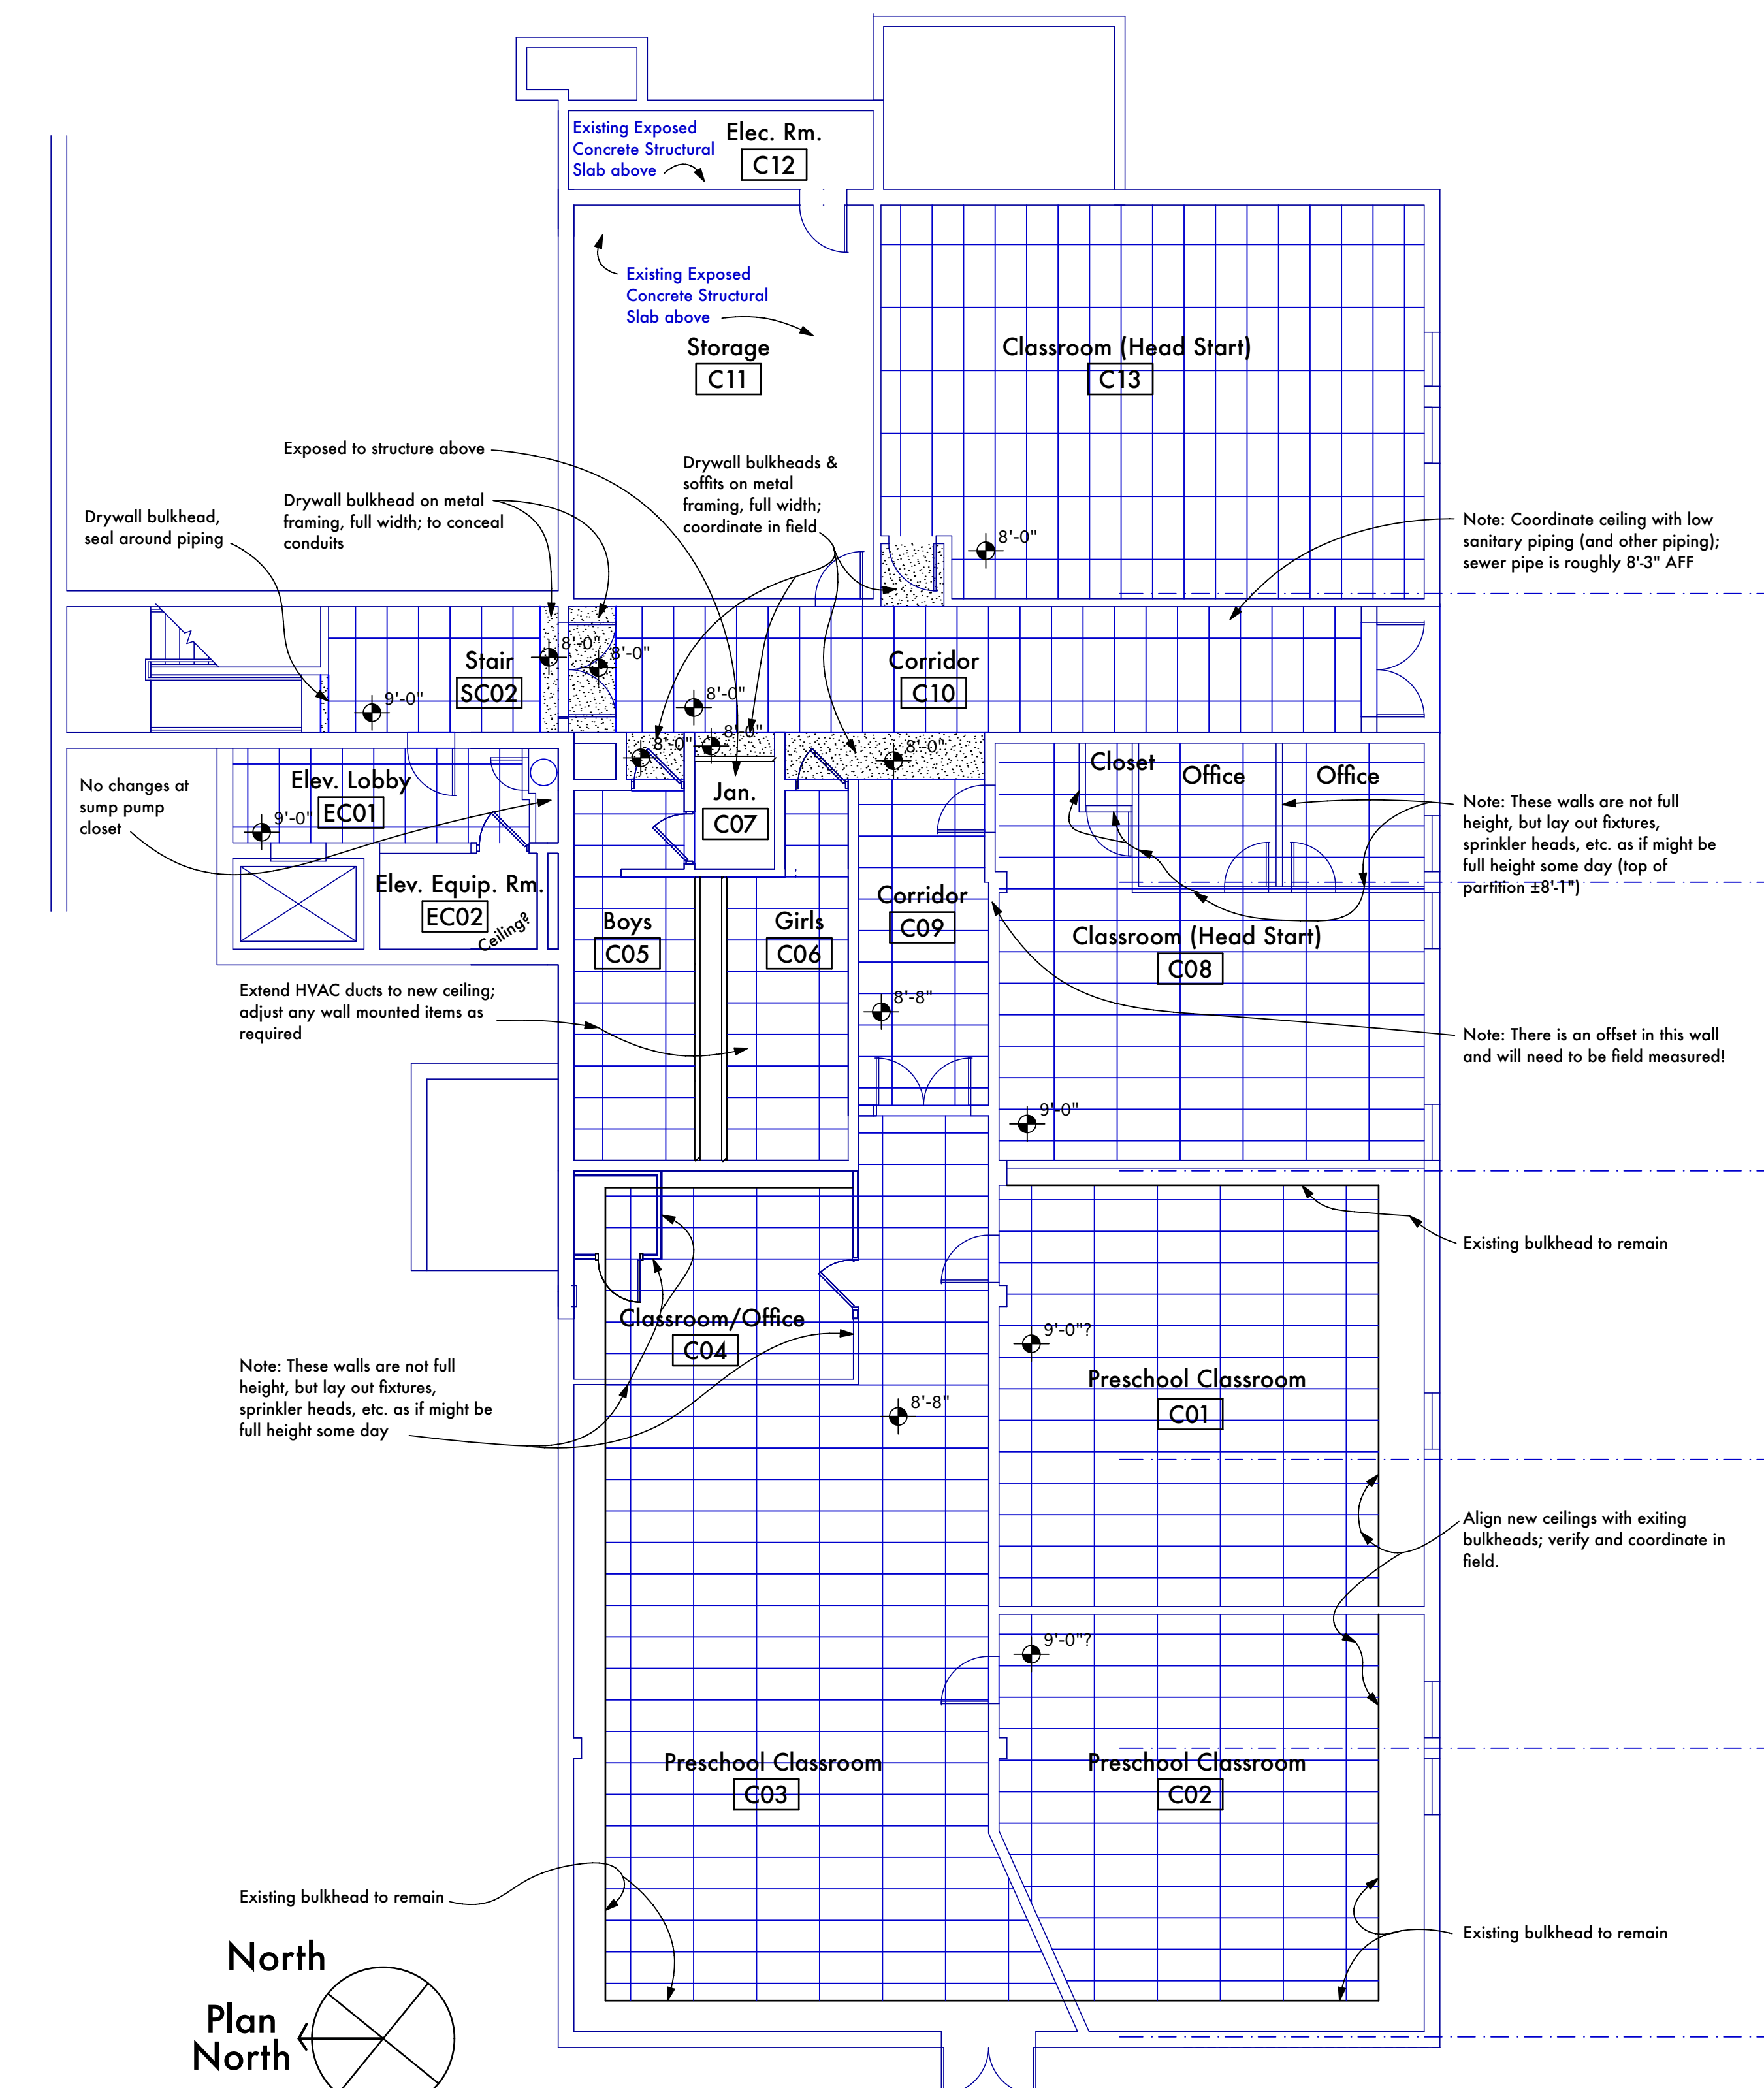 Existing Exposed
Concrete Structural
Slab above
Elec. Rm.
C12
Existing Exposed
Concrete Structural
Slab above
Storage
C11
Classroom (Head Start)
C13
Exposed to structure above
Drywall bulkhead on metal
framing, full width; to conceal
conduits
Drywall bulkhead,
seal around piping
Drywall bulkheads &
soffits on metal
framing, full width;
coordinate in field
8'-0"
Note: Coordinate ceiling with low
sanitary piping (and other piping);
sewer pipe is roughly 8'-3" AFF
Stair
SC02
9'-0"
8'-0"
8'-0"
8'-0"
Corridor
C10
8'-0"
8'-0"
8'-0"
No changes at
sump pump
closet
Elev. Lobby
EC01
9'-0"
Elev. Equip. Rm.
EC02
Ceiling?
Jan.
C07
Closet
Office
Office
Note: These walls are not full
height, but lay out fixtures,
sprinkler heads, etc. as if might be
full height some day (top of
partition ±8'-1")
Boys
C05
Girls
C06
Corridor
C09
8'-8"
Classroom (Head Start)
C08
9'-0"
Extend HVAC ducts to new ceiling;
adjust any wall mounted items as
required
Note: There is an offset in this wall
and will need to be field measured!
Existing bulkhead to remain
Classroom/Office
C04
9'-0"?
Preschool Classroom
C01
Note: These walls are not full
height, but lay out fixtures,
sprinkler heads, etc. as if might be
full height some day
8'-8"
Align new ceilings with exiting
bulkheads; verify and coordinate in
field.
9'-0"?
Preschool Classroom
C03
Preschool Classroom
C02
Existing bulkhead to remain
Existing bulkhead to remain
North
Plan
North